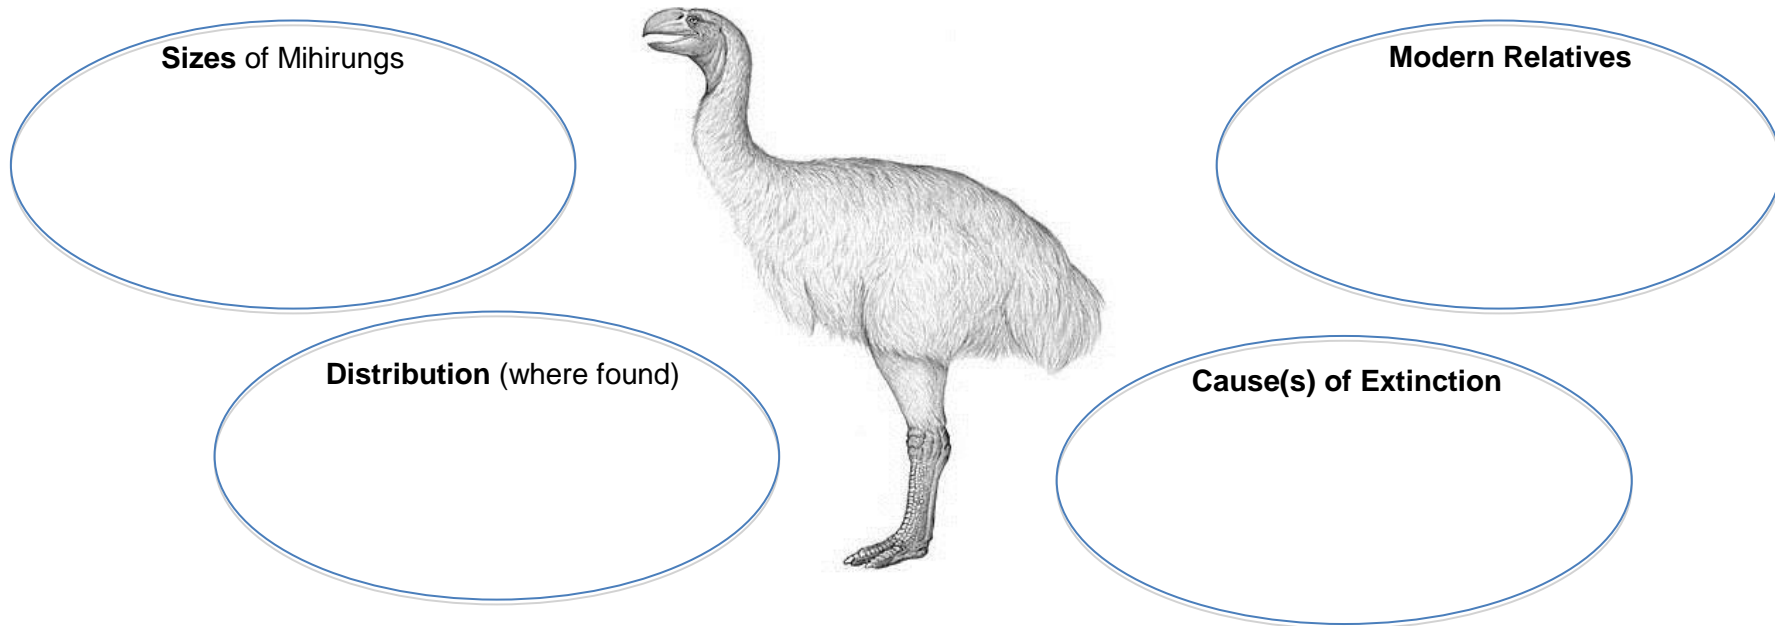 Sizes of Mihirungs
Modern Relatives
Distribution (where found)
Cause(s) of Extinction